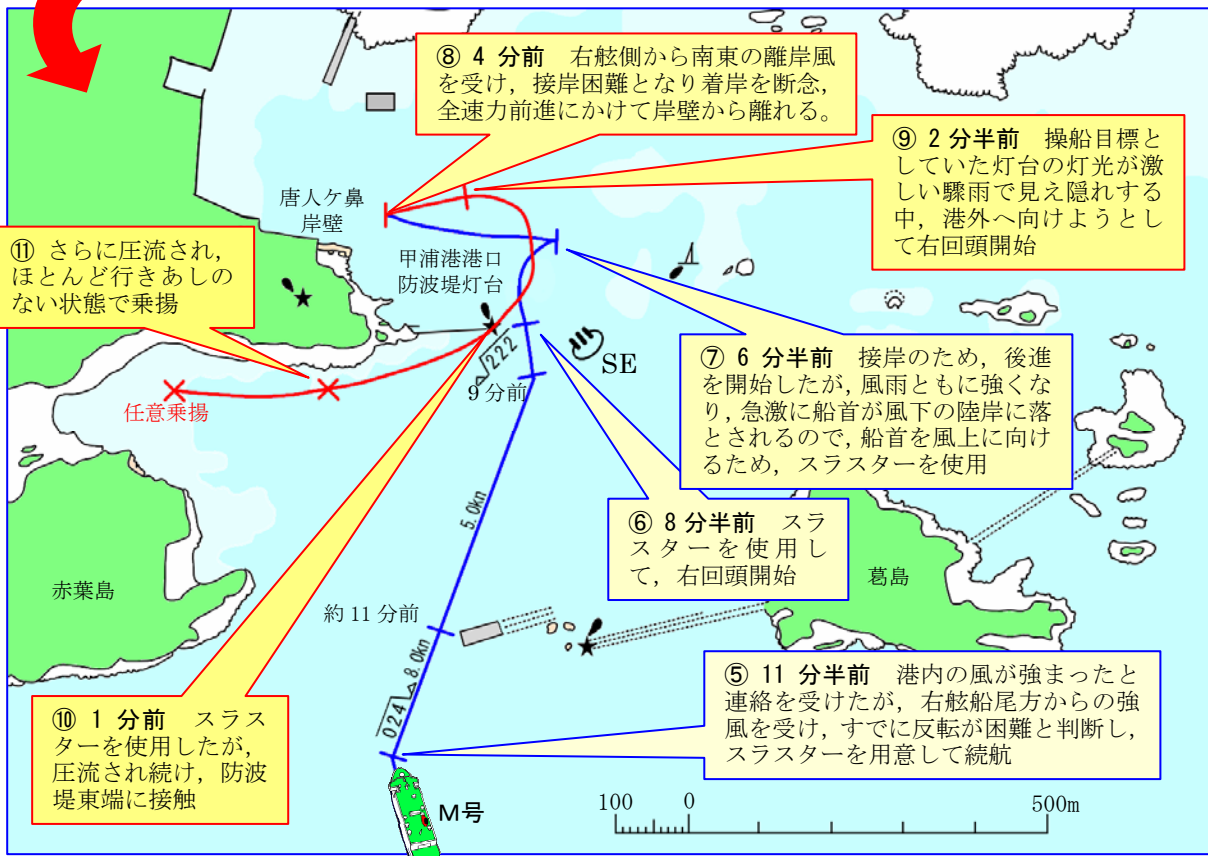 ⑧ 4 分前 右舷側から南東の離岸風
を受け，接岸困難となり着岸を断念，
全速力前進にかけて岸壁から離れる。
⑨ 2 分半前 操船目標と
していた灯台の灯光が激
しい驟雨で見え隠れする
中，港外へ向けようとし
て右回頭開始
唐人ケ鼻
岸壁
⑪ さらに圧流され，
ほとんど行きあしの
ない状態で乗揚
甲浦港港口
防波堤灯台
222
SE
9 分前
任意乗揚
⑦ 6 分半前 接岸のため，後進
を開始したが，風雨ともに強くな
り，急激に船首が風下の陸岸に落
とされるので，船首を風上に向け
るため，スラスターを使用
5.0kn
⑥ 8 分半前 スラ
スターを使用し
て，右回頭開始
赤葉島
葛島
約 11 分前
024
8.0kn
⑤ 11 分半前 港内の風が強まったと
連絡を受けたが，右舷船尾方からの強
風を受け，すでに反転が困難と判断し，
スラスターを用意して続航
⑩ 1 分前 スラス
ターを使用したが，
圧流され続け，防波
堤東端に接触
M号
100 0 500m